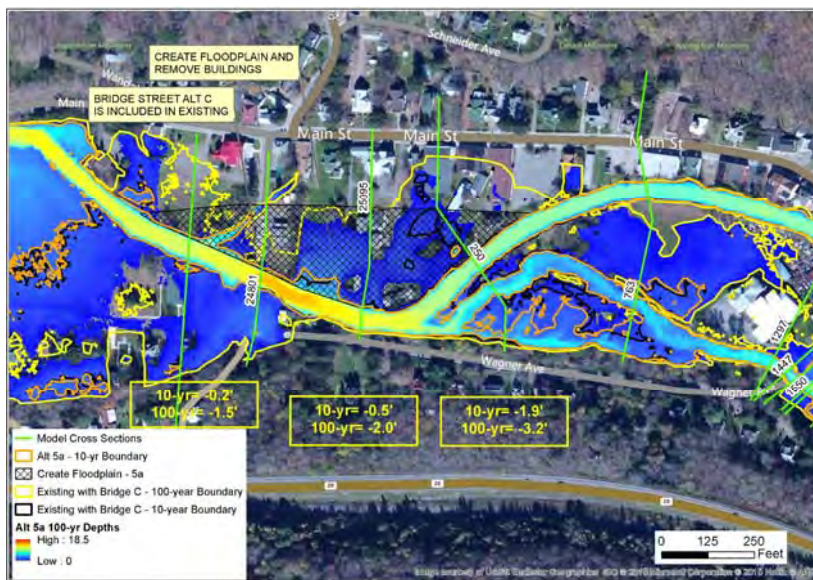 CREATE FLOODPLAIN AND
REMOVE BUILDINGS
BRIDGE STREET ALT C
IS INCLUDED IN EXISTING
Schneider Ave
Main
Main St
Main St
Main St
24801
25095
250
763
1297
1447
1550
Wagner Ave
Wagner
10-yr= -0.2'
100-yr= -1.5'
10-yr= -0.5'
100-yr= -2.0'
10-yr= -1.9'
100-yr= -3.2'
Model Cross Sections
Alt 5a - 10-yr Boundary
Create Floodplain - 5a
Existing with Bridge C - 100-year Boundary
Existing with Bridge C - 10-year Boundary
Alt 5a 100-yr Depths
High : 18.5
Low : 0
28
28
28
0 125 250
Feet